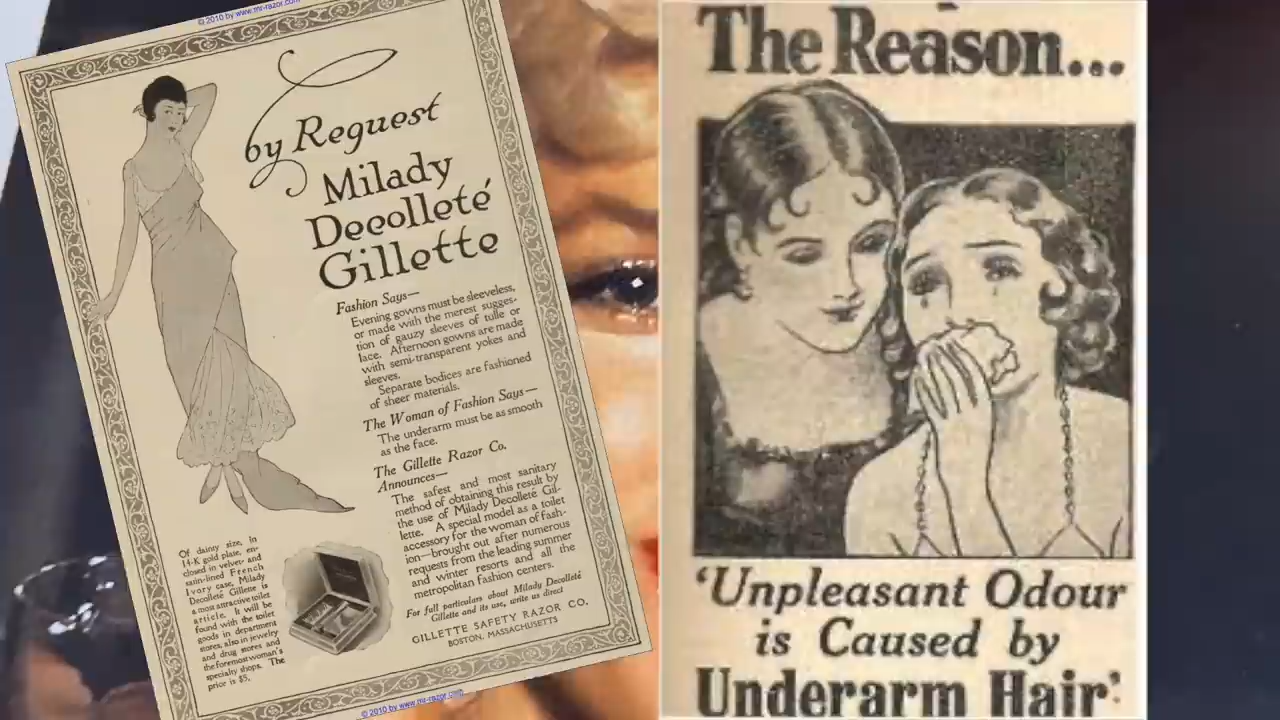 © 2010 by www.mr-razor.com
by Request
Milady
Decolleté
Gillette
Fashion Says—
Evening gowns must be sleeveless,
or made with the merest sugges-
tion of gauzy sleeves of tulle or
lace. Afternoon gowns are made
with semi-transparent yokes and
sleeves.
Separate bodices are fashioned
of sheer materials.
The Woman of Fashion Says—
The underarm must be as smooth
as the face.
The Gillette Razor Co.
Announces—
The safest and most sanitary
method of obtaining this result by
the use of Milady Decolleté Gil-
lette. A special model as a toilet
accessory for the woman of fash-
ion—brought out after numerous
requests from the leading summer
and winter resorts and all the
metropolitan fashion centers.
For full particulars about Milady Decolleté
Gillette and its use, write us direct
GILLETTE SAFETY RAZOR CO.
BOSTON, MASSACHUSETTS
Of dainty size, in
14-K gold plate, en-
closed in velvet- and
satin-lined French
Ivory case, Milady
Decolleté Gillette is
a most attractive toilet
article. It will be
found with the toilet
goods in department
stores, also in jewelry
and drug stores and
the foremost woman's
specialty shops. The
price is $5.
© 2010 by www.mr-razor.com
The Reason...
'Unpleasant Odour
is Caused by
Underarm Hair'